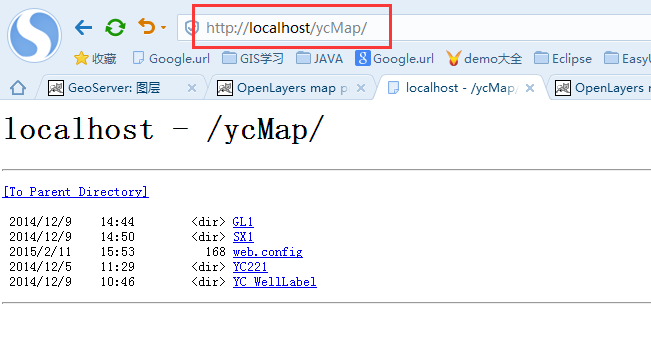 http://localhost/ycMap/
收藏 Google.url GIS学习 JAVA Google.url demo大全 Eclipse Easy
GeoServer: 图层 OpenLayers map p localhost - /ycMap/ OpenLayers m
localhost - /ycMap/
[To Parent Directory]
2014/12/9 14:44 <dir> GL1
2014/12/9 14:50 <dir> SX1
2015/2/11 15:53 168 web.config
2014/12/5 11:29 <dir> YC221
2014/12/9 10:46 <dir> YC_WellLabel